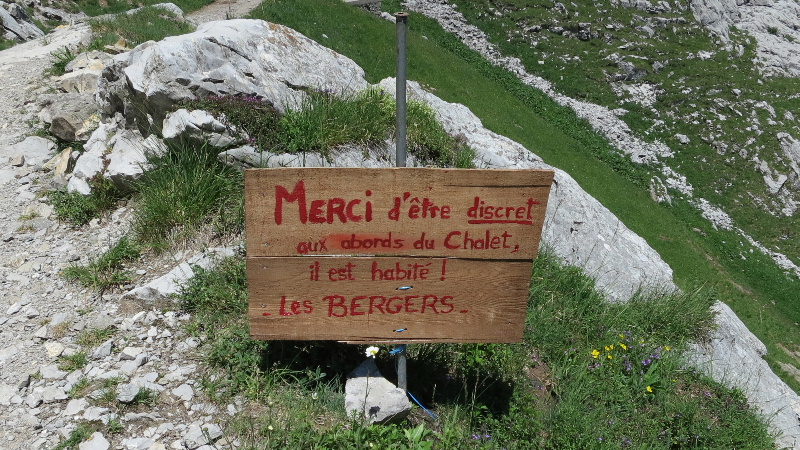 MERCI d'être discret
aux abords du Chalet,
il est habité !
- Les BERGERS -